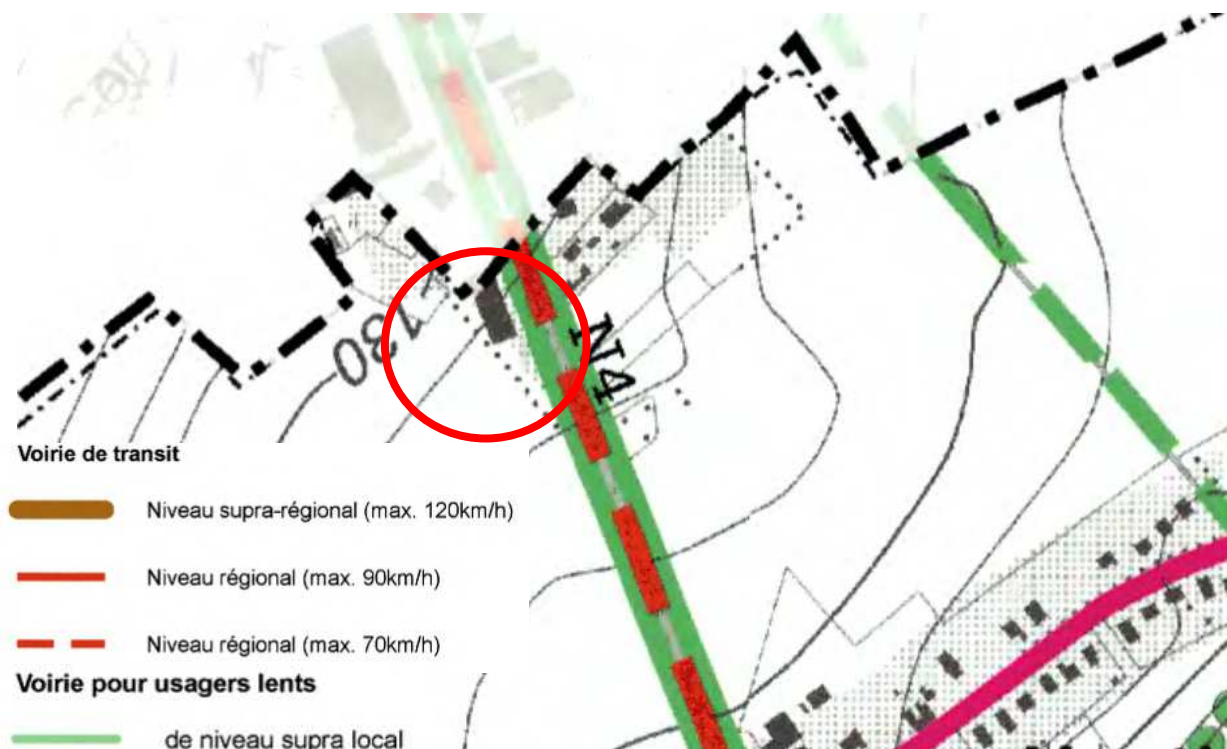 130
N4
Voirie de transit
Niveau supra-régional (max. 120km/h)
Niveau régional (max. 90km/h)
Niveau régional (max. 70km/h)
Voirie pour usagers lents
de niveau supra local